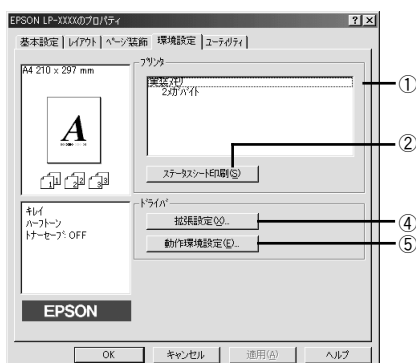 EPSON LP-XXXXのプロパティ
基本設定 レイアウト ページ装飾 環境設定 ユーティリティ
A4 210 x 297 mm
A
1 2 3
プリンタ
実装メモリ
2メガバイト
①
ステータスシート印刷(S)
②
キレイ
ハーフトーン
トナーセーブ: OFF
ドライバ
拡張設定(X)...
④
動作環境設定(E)...
⑤
EPSON
OK キャンセル 適用(A) ヘルプ